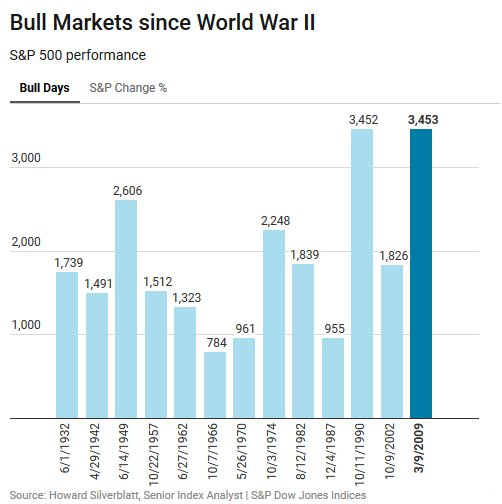 Bull Markets since World War II
S&P 500 performance
Bull Days S&P Change %
3,452 3,453
3,000
2,606
2,248
2,000
1,739 1,491 1,512 1,323 1,839 1,826
1,000
784 961 955
6/1/1932 4/29/1942 6/14/1949 10/22/1957 6/27/1962 10/7/1966 5/26/1970 10/3/1974 8/12/1982 12/4/1987 10/11/1990 10/9/2002 3/9/2009
Source: Howard Silverblatt, Senior Index Analyst | S&P Dow Jones Indices